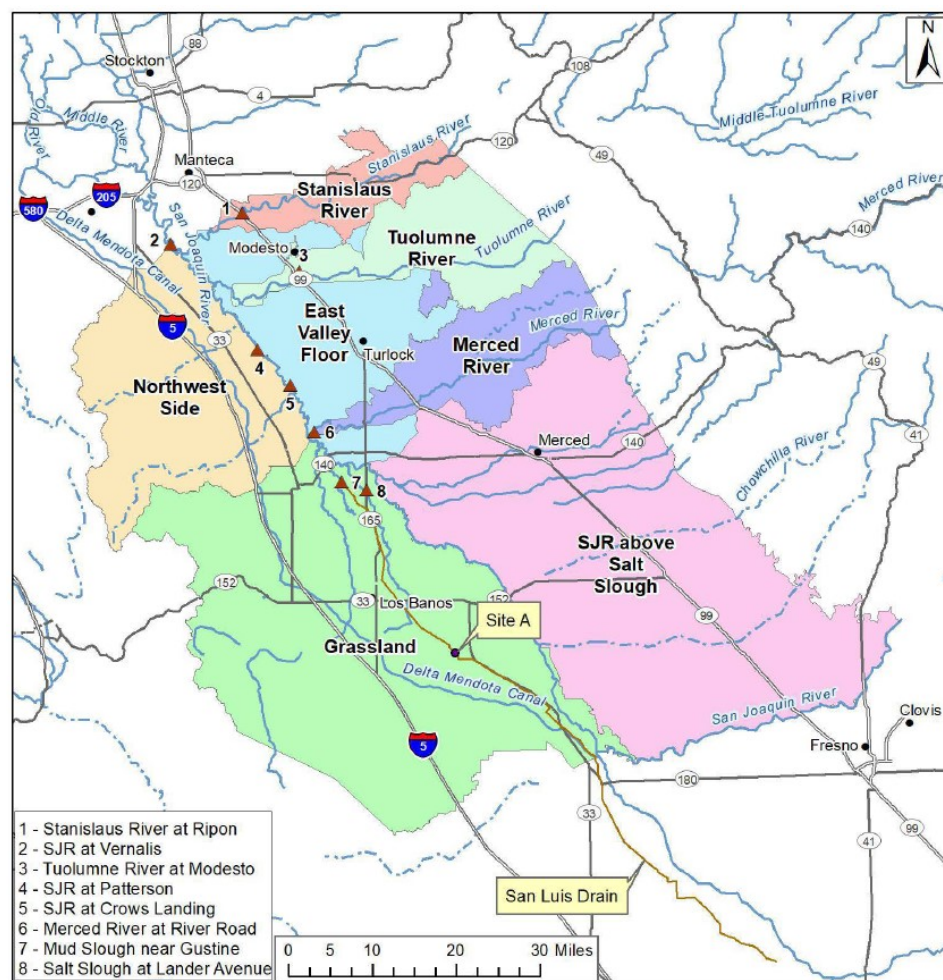 N
88
Stockton
108
4
Old River
Middle River
Middle Tuolumne River
49
Manteca
120
Stanislaus River
120
Merced River
205
580
1
Stanislaus
River
140
Delta Mendota Canal
San Joaquin River
2
Modesto
3
Tuolumne
River
Tuolumne River
99
5
33
East
Valley
Floor
Turlock
Merced
River
Merced River
49
4
Northwest
Side
5
41
6
Merced
140
140
Chowchilla River
7
8
165
SJR above
Salt
Slough
152
33
Los Banos
152
Site A
99
Grassland
Delta Mendota Canal
San Joaquin River
Clovis
5
Fresno
180
33
41
99
San Luis Drain
1 - Stanislaus River at Ripon
2 - SJR at Vernalis
3 - Tuolumne River at Modesto
4 - SJR at Patterson
5 - SJR at Crows Landing
6 - Merced River at River Road
7 - Mud Slough near Gustine
8 - Salt Slough at Lander Avenue
0 5 10 20 30 Miles